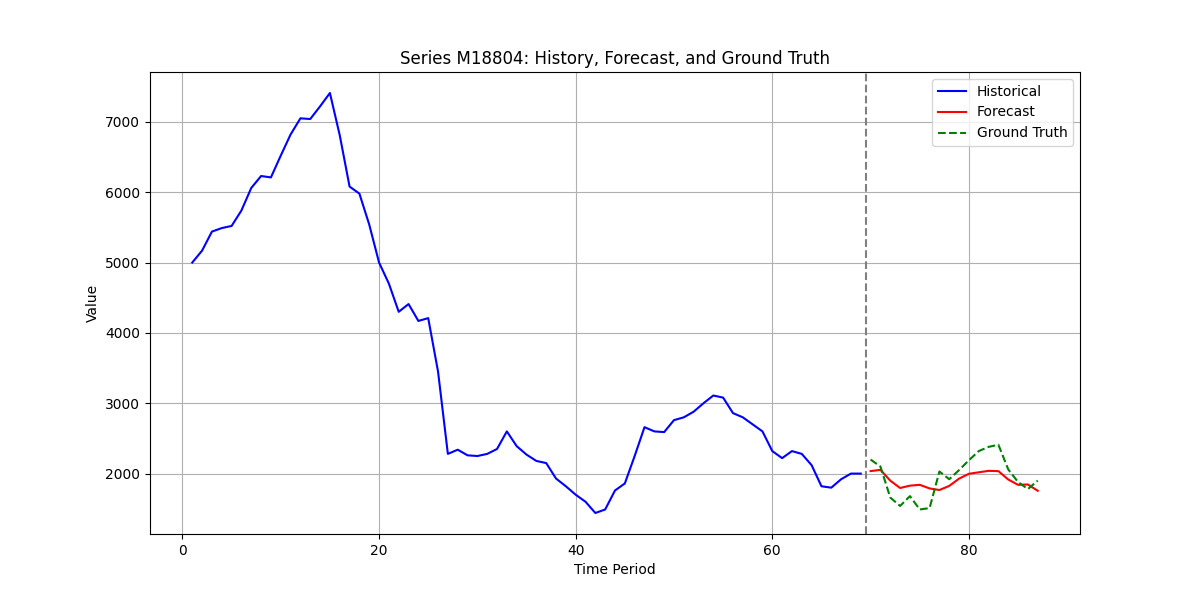 Series M18804: History, Forecast, and Ground Truth
Historical
Forecast
Ground Truth
Value
7000
6000
5000
4000
3000
2000
0 20 40 60 80
Time Period